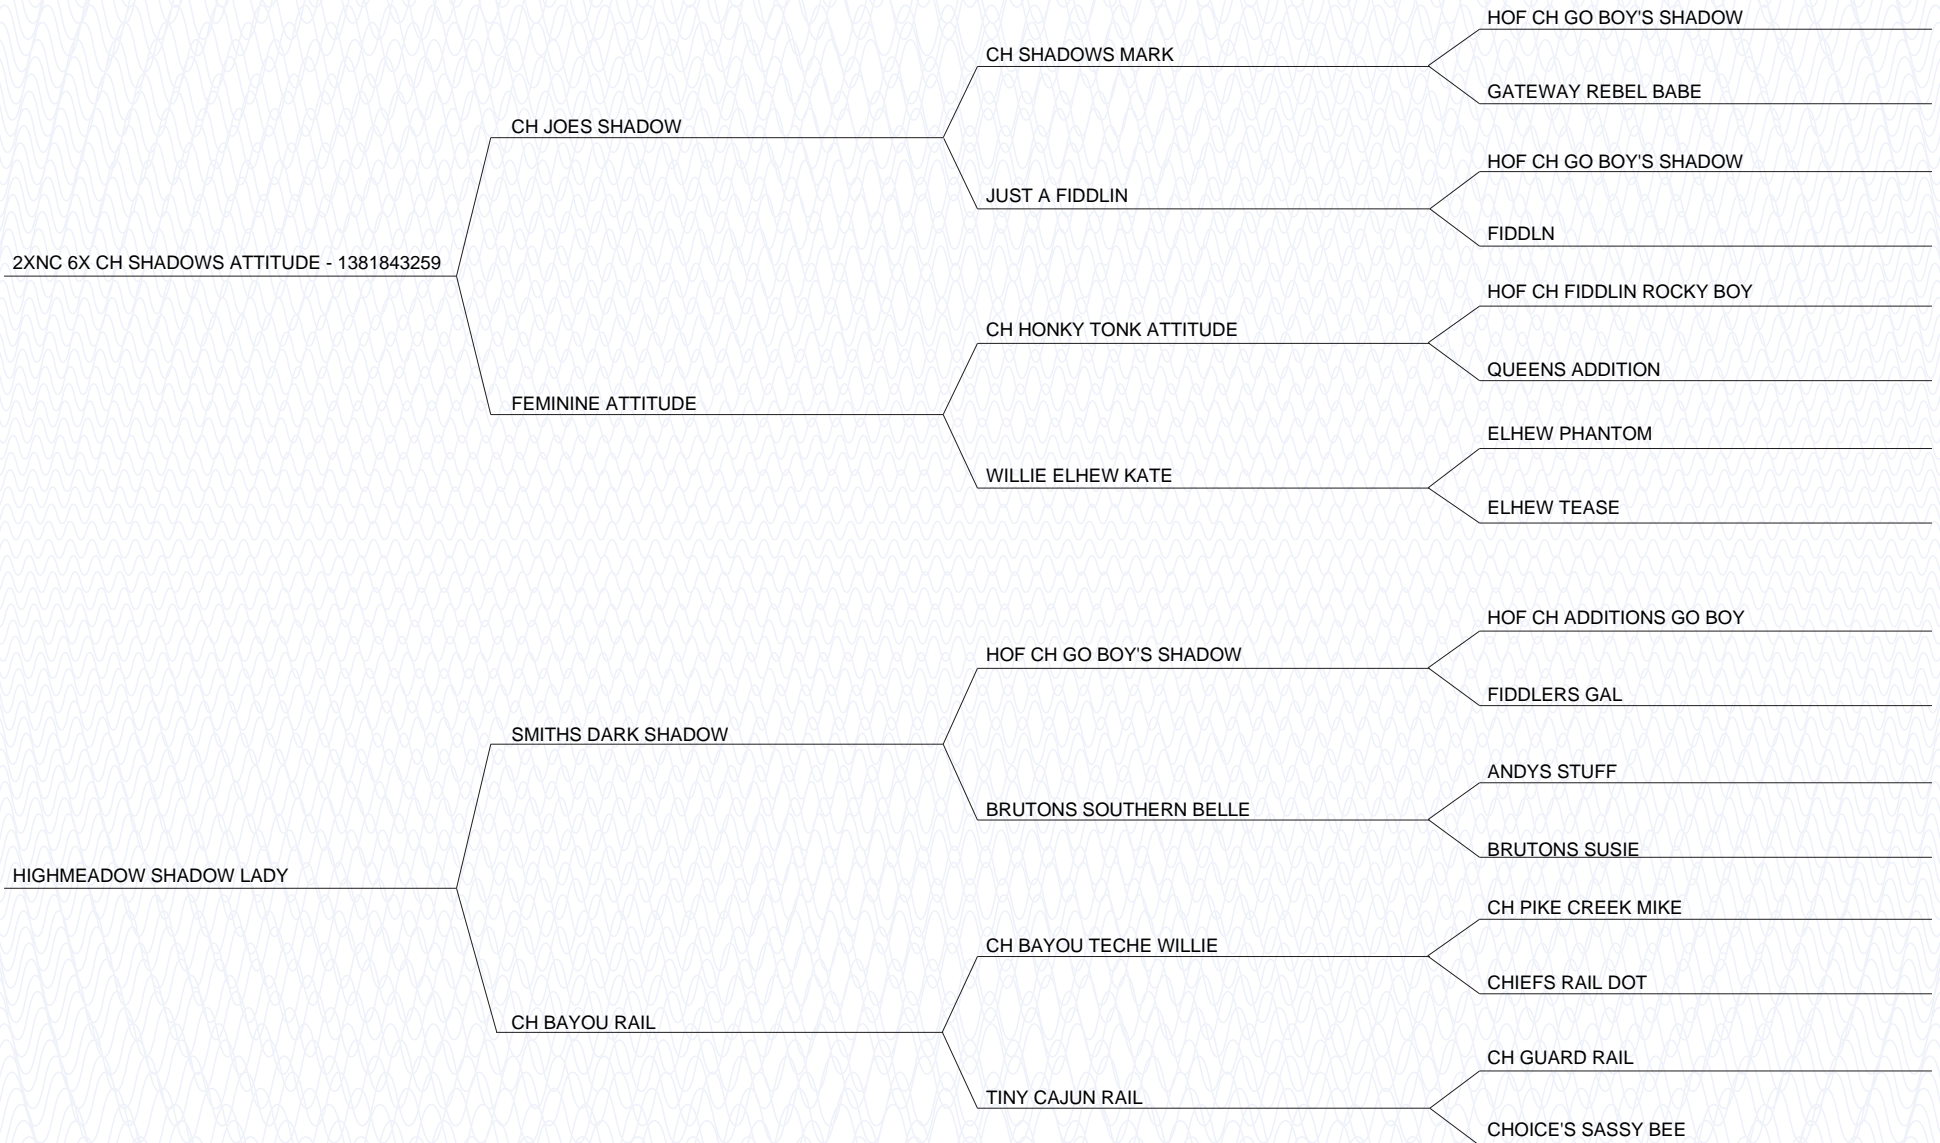 HOF CH GO BOY'S SHADOW
CH SHADOWS MARK
GATEWAY REBEL BABE
CH JOES SHADOW
HOF CH GO BOY'S SHADOW
JUST A FIDDLIN
FIDDLN
2XNC 6X CH SHADOWS ATTITUDE - 1381843259
HOF CH FIDDLIN ROCKY BOY
CH HONKY TONK ATTITUDE
QUEENS ADDITION
FEMININE ATTITUDE
ELHEW PHANTOM
WILLIE ELHEW KATE
ELHEW TEASE
HOF CH ADDITIONS GO BOY
HOF CH GO BOY'S SHADOW
FIDDLERS GAL
SMITHS DARK SHADOW
ANDYS STUFF
BRUTONS SOUTHERN BELLE
BRUTONS SUSIE
HIGHMEADOW SHADOW LADY
CH PIKE CREEK MIKE
CH BAYOU TECHE WILLIE
CHIEFS RAIL DOT
CH BAYOU RAIL
CH GUARD RAIL
TINY CAJUN RAIL
CHOICE'S SASSY BEE